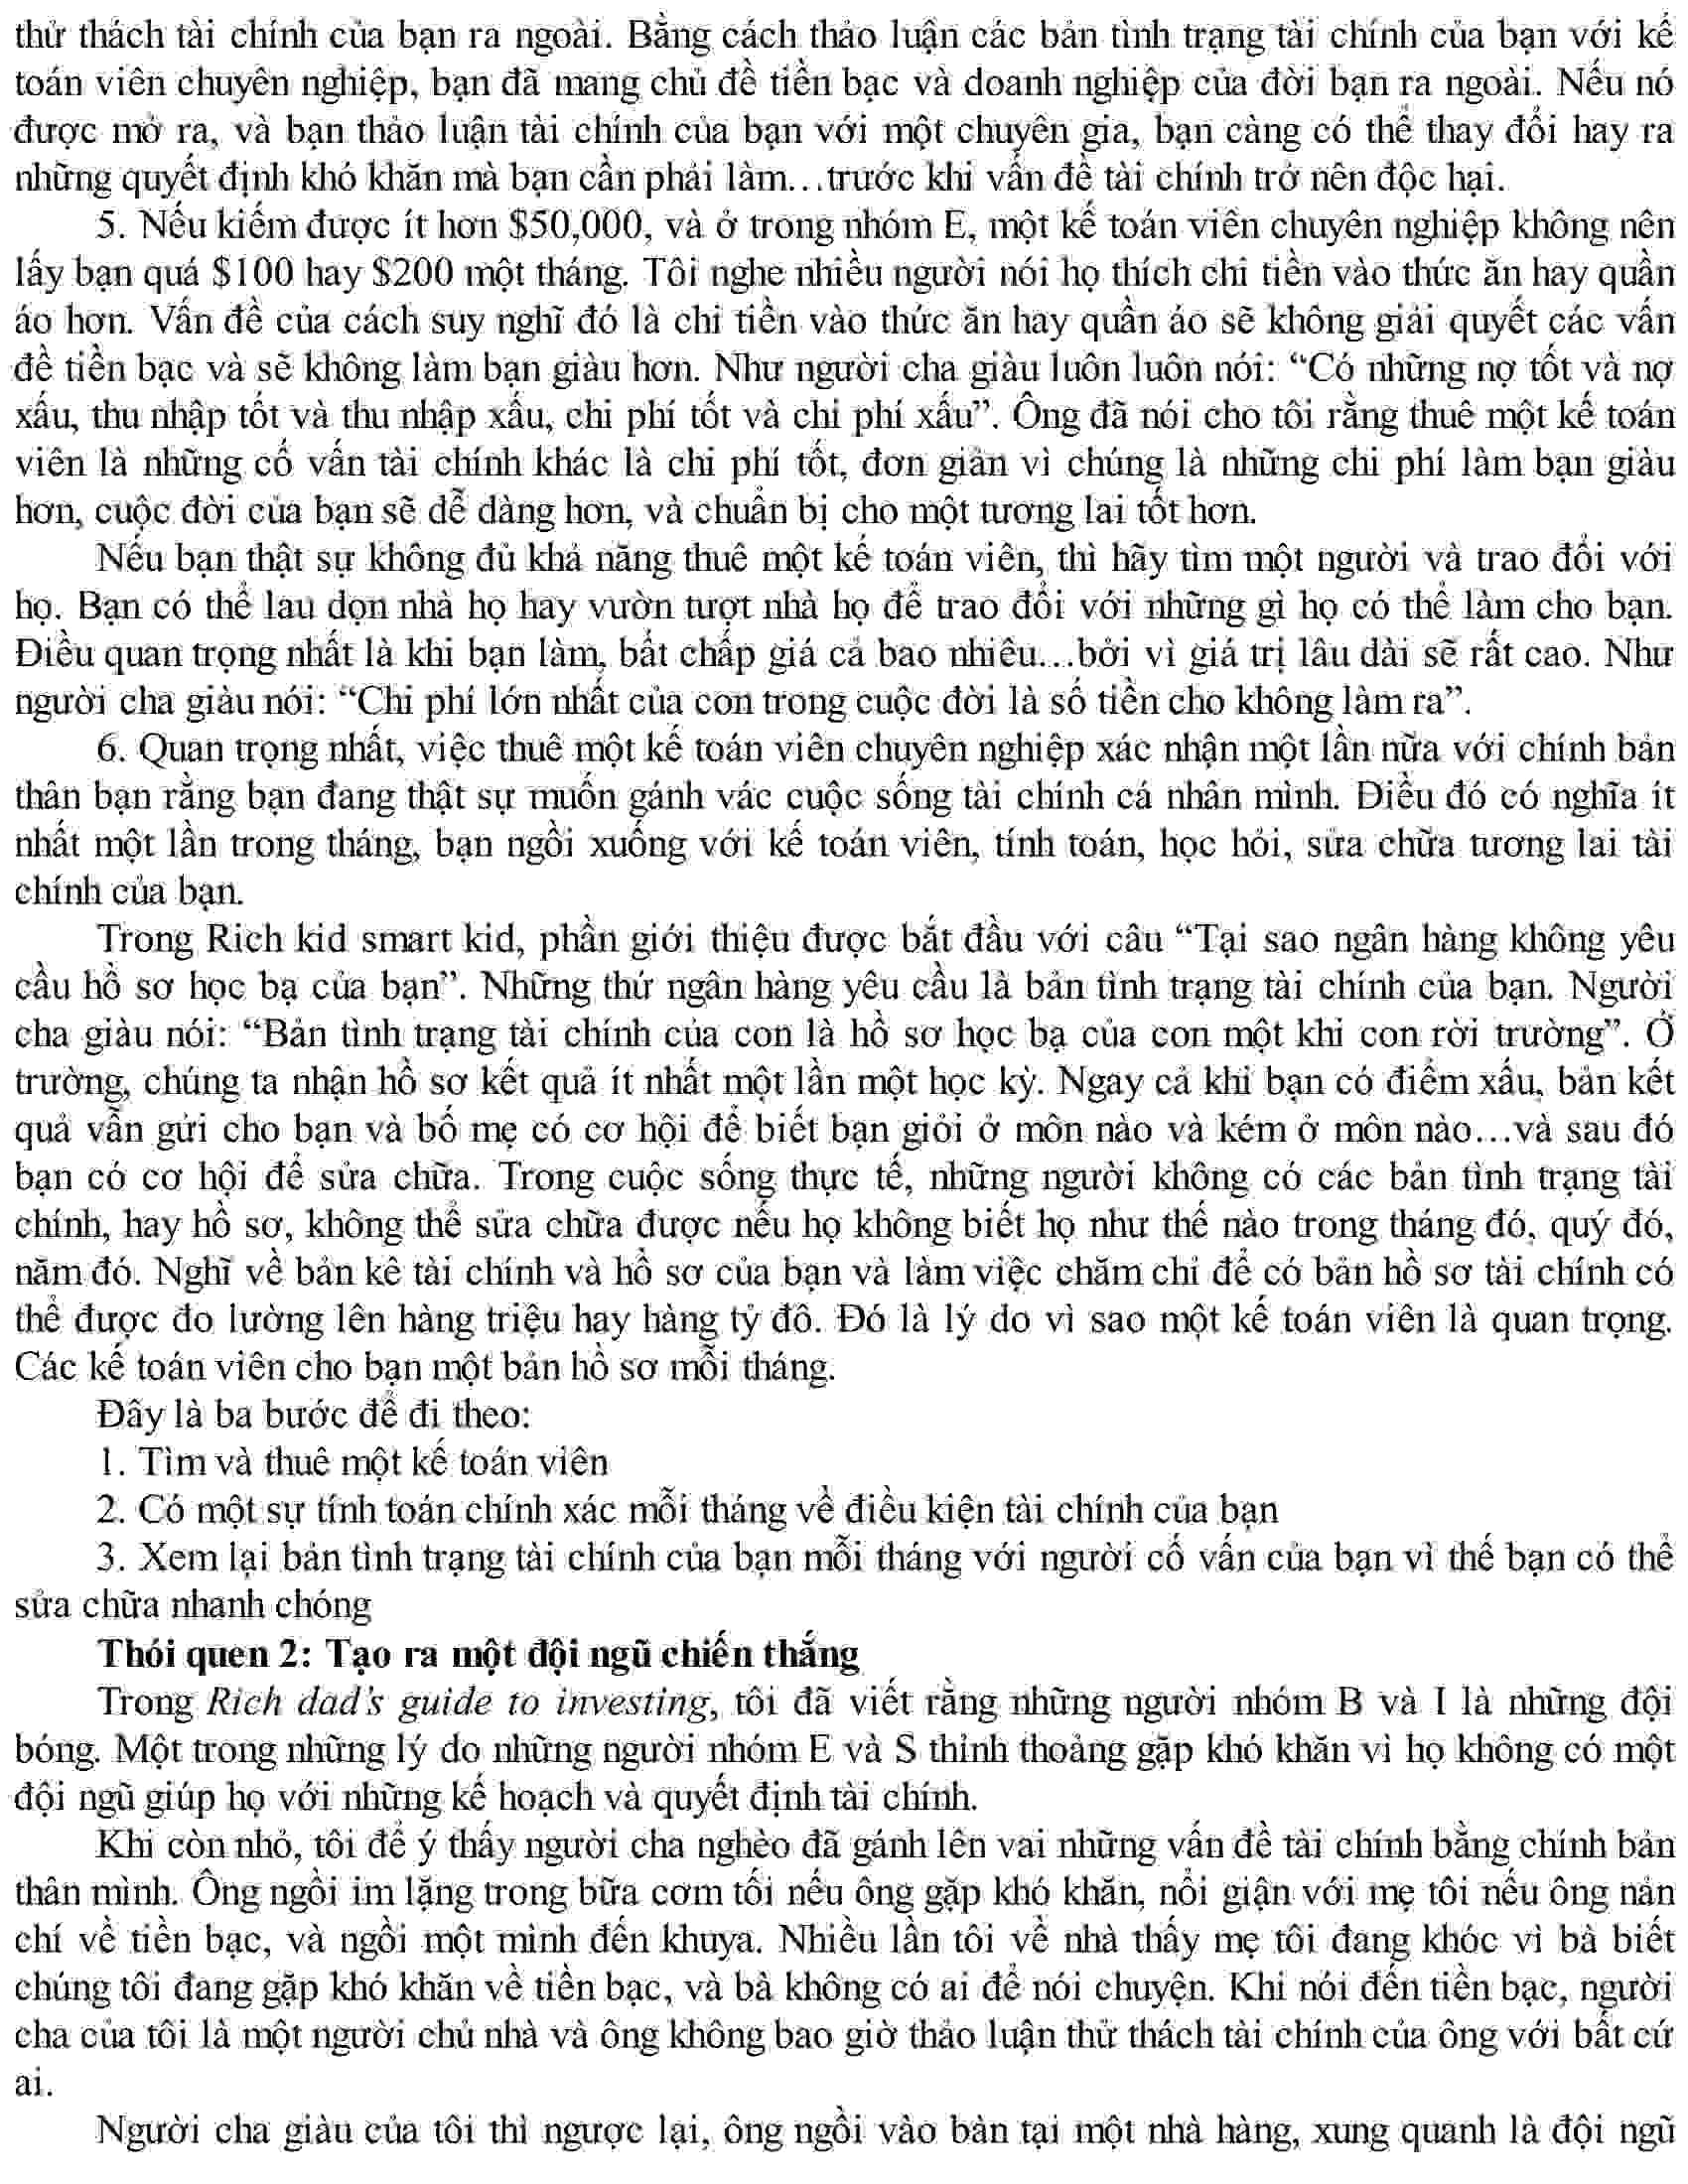 thử thách tài chính của bạn ra ngoài. Bằng cách thảo luận các bản tình trạng tài chính của bạn với kế
toán viên chuyên nghiệp, bạn đã mang chủ đề tiền bạc và doanh nghiệp của đời bạn ra ngoài. Nếu nó
được mở ra, và bạn thảo luận tài chính của bạn với một chuyên gia, bạn càng có thể thay đổi hay ra
những quyết định khó khăn mà bạn cần phải làm…trước khi vấn đề tài chính trở nên độc hại.
5. Nếu kiếm được ít hơn $50,000, và ở trong nhóm E, một kế toán viên chuyên nghiệp không nên
lấy bạn quá $100 hay $200 một tháng. Tôi nghe nhiều người nói họ thích chi tiền vào thức ăn hay quần
áo hơn. Vấn đề của cách suy nghĩ đó là chi tiền vào thức ăn hay quần áo sẽ không giải quyết các vấn
đề tiền bạc và sẽ không làm bạn giàu hơn. Như người cha giàu luôn luôn nói: “Có những nợ tốt và nợ
xấu, thu nhập tốt và thu nhập xấu, chi phí tốt và chi phí xấu”. Ông đã nói cho tôi rằng thuê một kế toán
viên là những cố vấn tài chính khác là chi phí tốt, đơn giản vì chúng là những chi phí làm bạn giàu
hơn, cuộc đời của bạn sẽ dễ dàng hơn, và chuẩn bị cho một tương lai tốt hơn.
Nếu bạn thật sự không đủ khả năng thuê một kế toán viên, thì hãy tìm một người và trao đổi với
họ. Bạn có thể lau dọn nhà họ hay vườn tượt nhà họ để trao đổi với những gì họ có thể làm cho bạn.
Điều quan trọng nhất là khi bạn làm, bất chấp giá cả bao nhiêu…bởi vì giá trị lâu dài sẽ rất cao. Như
người cha giàu nói: “Chi phí lớn nhất của con trong cuộc đời là số tiền cho không làm ra”.
6. Quan trọng nhất, việc thuê một kế toán viên chuyên nghiệp xác nhận một lần nữa với chính bản
thân bạn rằng bạn đang thật sự muốn gánh vác cuộc sống tài chính cá nhân mình. Điều đó có nghĩa ít
nhất một lần trong tháng, bạn ngồi xuống với kế toán viên, tính toán, học hỏi, sửa chữa tương lai tài
chính của bạn.
Trong Rich kid smart kid, phần giới thiệu được bắt đầu với câu “Tại sao ngân hàng không yêu
cầu hồ sơ học bạ của bạn”. Những thứ ngân hàng yêu cầu là bản tình trạng tài chính của bạn. Người
cha giàu nói: “Bản tình trạng tài chính của con là hồ sơ học bạ của con một khi con rời trường”. Ở
trường, chúng ta nhận hồ sơ kết quả ít nhất một lần một học kỳ. Ngay cả khi bạn có điểm xấu, bản kết
quả vẫn gửi cho bạn và bố mẹ có cơ hội để biết bạn giỏi ở môn nào và kém ở môn nào…và sau đó
bạn có cơ hội để sửa chữa. Trong cuộc sống thực tế, những người không có các bản tình trạng tài
chính, hay hồ sơ, không thể sửa chữa được nếu họ không biết họ như thế nào trong tháng đó, quý đó,
năm đó. Nghĩ về bản kê tài chính và hồ sơ của bạn và làm việc chăm chỉ để có bản hồ sơ tài chính có
thể được đo lường lên hàng triệu hay hàng tỷ đô. Đó là lý do vì sao một kế toán viên là quan trọng.
Các kế toán viên cho bạn một bản hồ sơ mỗi tháng.
Đây là ba bước để đi theo:
1. Tìm và thuê một kế toán viên
2. Có một sự tính toán chính xác mỗi tháng về điều kiện tài chính của bạn
3. Xem lại bản tình trạng tài chính của bạn mỗi tháng với người cố vấn của bạn vì thế bạn có thể
sửa chữa nhanh chóng
Thói quen 2: Tạo ra một đội ngũ chiến thắng
Trong Rich dad's guide to investing, tôi đã viết rằng những người nhóm B và I là những đội
bóng. Một trong những lý do những người nhóm E và S thỉnh thoảng gặp khó khăn vì họ không có một
đội ngũ giúp họ với những kế hoạch và quyết định tài chính.
Khi còn nhỏ, tôi để ý thấy người cha nghèo đã gánh lên vai những vấn đề tài chính bằng chính bản
thân mình. Ông ngồi im lặng trong bữa cơm tối nếu ông gặp khó khăn, nổi giận với mẹ tôi nếu ông nản
chí về tiền bạc, và ngồi một mình đến khuya. Nhiều lần tôi về nhà thấy mẹ tôi đang khóc vì bà biết
chúng tôi đang gặp khó khăn về tiền bạc, và bà không có ai để nói chuyện. Khi nói đến tiền bạc, người
cha của tôi là một người chủ nhà và ông không bao giờ thảo luận thử thách tài chính của ông với bất cứ
ai.
Người cha giàu của tôi thì ngược lại, ông ngồi vào bàn tại một nhà hàng, xung quanh là đội ngũ